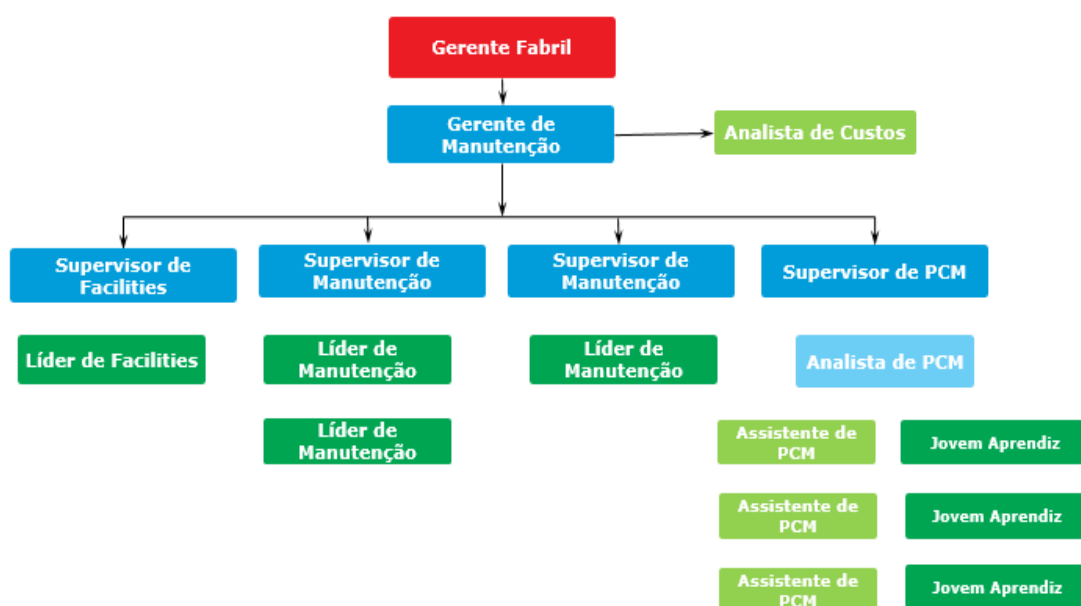 Gerente Fabril
Gerente de
Manutenção
Analista de Custos
Supervisor de
Facilities
Supervisor de
Manutenção
Supervisor de
Manutenção
Supervisor de PCM
Líder de Facilities
Líder de
Manutenção
Líder de
Manutenção
Analista de PCM
Líder de
Manutenção
Assistente de
PCM
Jovem Aprendiz
Assistente de
PCM
Jovem Aprendiz
Assistente de
PCM
Jovem Aprendiz